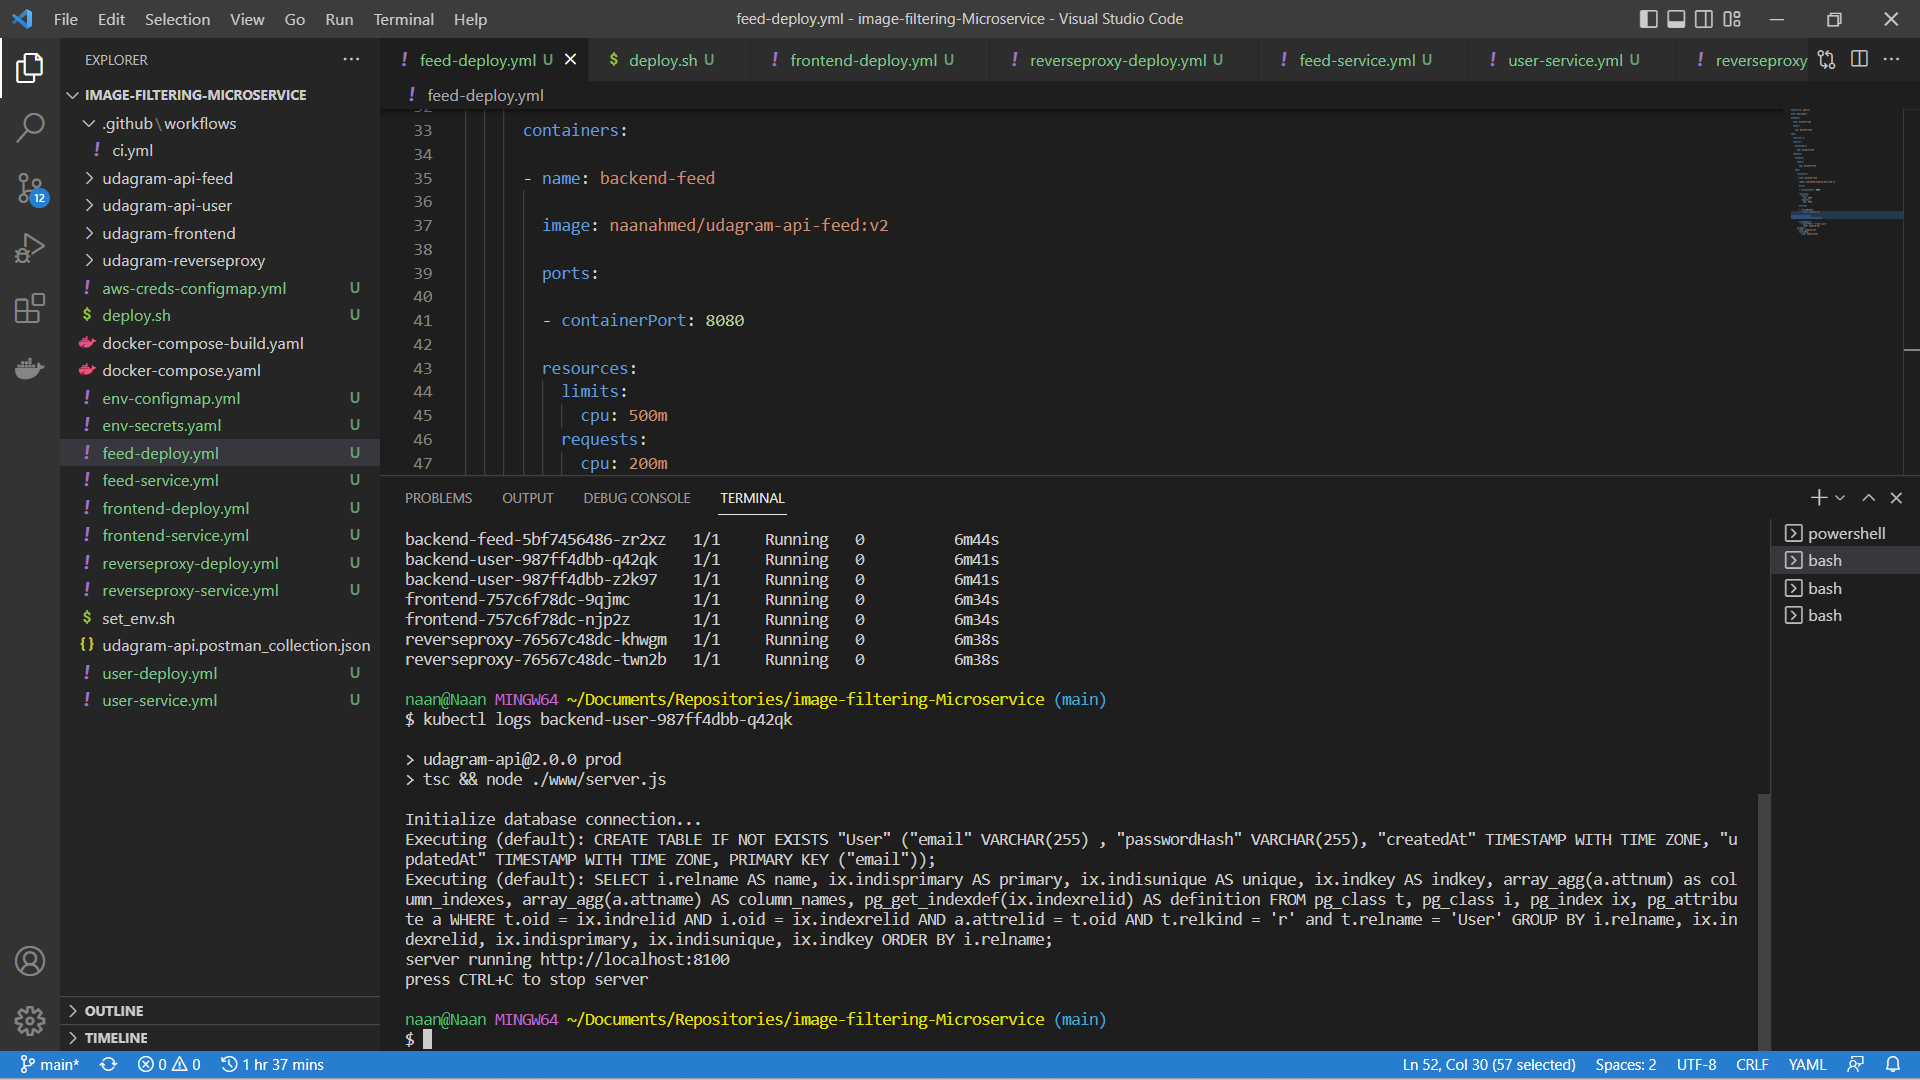 File Edit Selection View Go Run Terminal Help
feed-deploy.yml - image-filtering-Microservice - Visual Studio Code
EXPLORER
IMAGE-FILTERING-MICROSERVICE
.github\workflows
! ci.yml
udagram-api-feed
udagram-api-user
udagram-frontend
udagram-reverseproxy
! aws-creds-configmap.yml U
$ deploy.sh U
docker-compose-build.yaml
docker-compose.yaml
! env-configmap.yml U
! env-secrets.yaml U
! feed-deploy.yml U
! feed-service.yml U
! frontend-deploy.yml U
! frontend-service.yml U
! reverseproxy-deploy.yml U
! reverseproxy-service.yml U
$ set_env.sh
{} udagram-api.postman_collection.json
! user-deploy.yml U
! user-service.yml U
OUTLINE
TIMELINE
12
! feed-deploy.yml U
$ deploy.sh U
! frontend-deploy.yml U
! reverseproxy-deploy.yml U
! feed-service.yml U
! user-service.yml U
! reverseproxy
! feed-deploy.yml
33 containers:
34
35 - name: backend-feed
36
37 image: naanahmed/udagram-api-feed:v2
38
39 ports:
40
41 - containerPort: 8080
42
43 resources:
44 limits:
45 cpu: 500m
46 requests:
47 cpu: 200m
PROBLEMS OUTPUT DEBUG CONSOLE TERMINAL
backend-feed-5bf7456486-zr2xz 1/1 Running 0 6m44s
backend-user-987ff4dbb-q42qk 1/1 Running 0 6m41s
backend-user-987ff4dbb-z2k97 1/1 Running 0 6m41s
frontend-757c6f78dc-9qjmc 1/1 Running 0 6m34s
frontend-757c6f78dc-njp2z 1/1 Running 0 6m34s
reverseproxy-76567c48dc-khwgm 1/1 Running 0 6m38s
reverseproxy-76567c48dc-twn2b 1/1 Running 0 6m38s
naan@Naan MINGW64 ~/Documents/Repositories/image-filtering-Microservice (main)
$ kubectl logs backend-user-987ff4dbb-q42qk
> udagram-api@2.0.0 prod
> tsc && node ./www/server.js
Initialize database connection...
Executing (default): CREATE TABLE IF NOT EXISTS "User" ("email" VARCHAR(255) , "passwordHash" VARCHAR(255), "createdAt" TIMESTAMP WITH TIME ZONE, "u
pdatedAt" TIMESTAMP WITH TIME ZONE, PRIMARY KEY ("email"));
Executing (default): SELECT i.relname AS name, ix.indisprimary AS primary, ix.indisunique AS unique, ix.indkey AS indkey, array_agg(a.attnum) as col
umn_indexes, array_agg(a.attname) AS column_names, pg_get_indexdef(ix.indexrelid) AS definition FROM pg_class t, pg_class i, pg_index ix, pg_attribu
te a WHERE t.oid = ix.indrelid AND i.oid = ix.indexrelid AND a.attrelid = t.oid AND t.relkind = 'r' and t.relname = 'User' GROUP BY i.relname, ix.in
dexrelid, ix.indisprimary, ix.indisunique, ix.indkey ORDER BY i.relname;
server running http://localhost:8100
press CTRL+C to stop server
naan@Naan MINGW64 ~/Documents/Repositories/image-filtering-Microservice (main)
$
powershell
bash
bash
bash
main* 0 0 1 hr 37 mins
Ln 52, Col 30 (57 selected) Spaces: 2 UTF-8 CRLF YAML